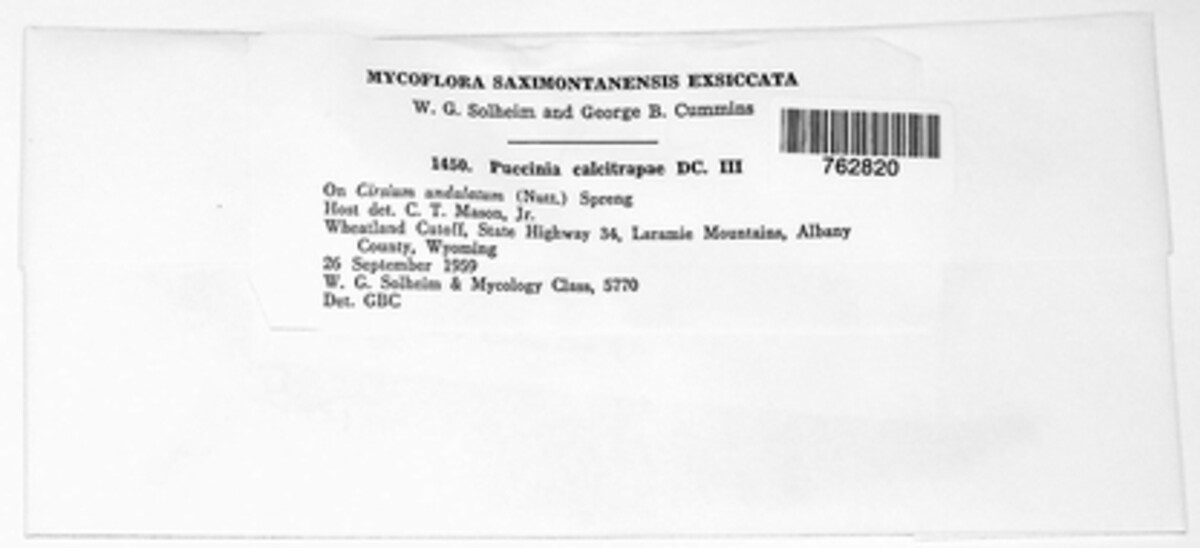 MYCOFLORA SAXIMONTANENSIS EXSICCATA
W. G. Solheim and George B. Cummins
762820
1450. Puccinia calcitrapae DC. III
On Cirsium undulatum (Nutt.) Spreng
Host det. C. T. Mason, Jr.
Wheatland Cutoff, State Highway 34, Laramie Mountains, Albany
County, Wyoming
26 September 1959
W. G. Solheim & Mycology Class, 5770
Det. GBC